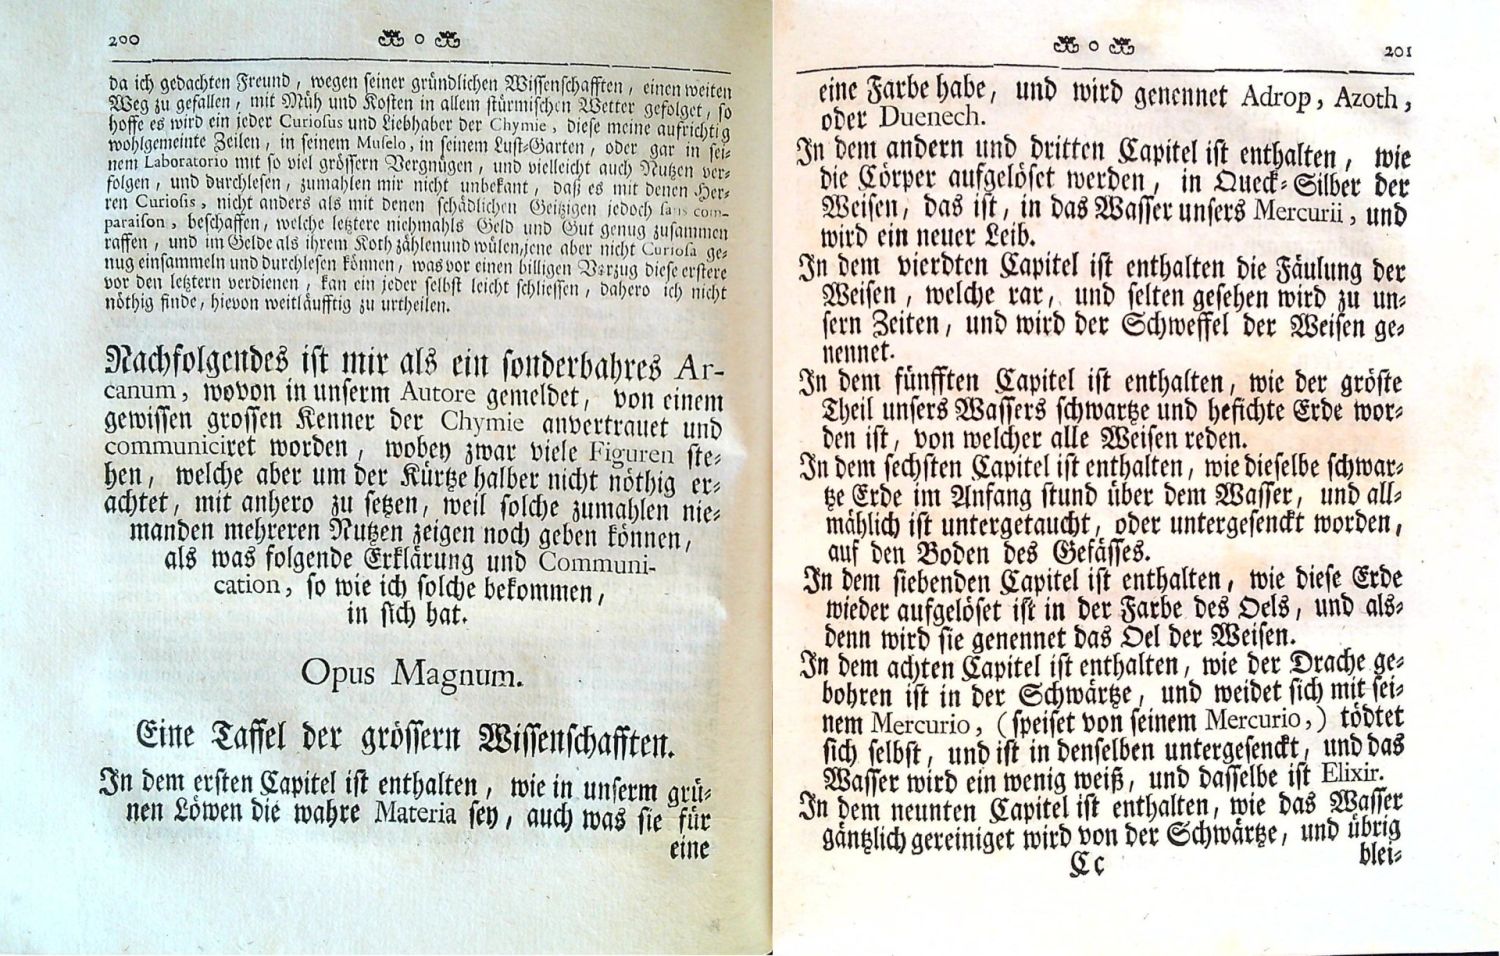 200 o
da ich gedachten Freund, wegen seiner gründlichen Wissenschafften, einen weiten
Weg zu gefallen, mit Müh und Kosten in allem stürmischen Wetter gefolget, so
hoffe es wird ein jeder Curiosus und Liebhaber der Chymie, diese meine aufrichtig
wohlgemeinte Zeilen, in seinem Museo, in seinem Lust-Garten, oder gar in sei-
nem Laboratorio mit so viel grössern Vergnügen, und vielleicht auch Nutzen ver-
folgen, und durchlesen, zumahlen mir nicht unbekant, daß es mit denen Her-
ren Curiosis, nicht anders als mit denen schädlichen Geitzigen jedoch sans com-
paraison, beschaffen, welche letztere niehmahls Geld und Gut genug zusammen
raffen, und im Gelde als ihrem Koth zählen und wülen, jene aber nicht Curiosa ge-
nug einsammeln und durchlesen können, was vor einen billigen Vorzug diese erstere
vor den letztern verdienen, kan ein jeder selbst leicht schliessen, dahero ich nicht
nöthig finde, hievon weitläufftig zu urtheilen.
Nachfolgendes ist mir als ein sonderbahres Ar-
canum, wovon in unserm Autore gemeldet, von einem
gewissen grossen Kenner der Chymie anvertrauet und
communiciret worden, wobey zwar viele Figuren ste-
hen, welche aber um der Kürtze halber nicht nöthig er-
achtet, mit anhero zu setzen, weil solche zumahlen nie-
manden mehreren Nutzen zeigen noch geben können,
als was folgende Erklärung und Communi-
cation, so wie ich solche bekommen,
in sich hat.
Opus Magnum.
Eine Taffel der grössern Wissenschafften.
In dem ersten Capitel ist enthalten, wie in unserm grü-
nen Löwen die wahre Materia sey, auch was sie für
eine
o 201
eine Farbe habe, und wird genennet Adrop, Azoth,
oder Duenech.
In dem andern und dritten Capitel ist enthalten, wie
die Cörper aufgelöset werden, in Queck-Silber der
Weisen, das ist, in das Wasser unsers Mercurii, und
wird ein neuer Leib.
In dem vierdten Capitel ist enthalten die Fäulung der
Weisen, welche rar, und selten gesehen wird zu un-
sern Zeiten, und wird der Schweffel der Weisen ge-
nennet.
In dem fünfften Capitel ist enthalten, wie der gröste
Theil unsers Wassers schwartze und hefichte Erde wor-
den ist, von welcher alle Weisen reden.
In dem sechsten Capitel ist enthalten, wie dieselbe schwar-
tze Erde im Anfang stund über dem Wasser, und all-
mählich ist untergetaucht, oder untergesenckt worden,
auf den Boden des Gefässes.
In dem siebenden Capitel ist enthalten, wie diese Erde
wieder aufgelöset ist in der Farbe des Oels, und als-
denn wird sie genennet das Oel der Weisen.
In dem achten Capitel ist enthalten, wie der Drache ge-
bohren ist in der Schwärtze, und weidet sich mit sei-
nem Mercurio, (speiset von seinem Mercurio,) tödtet
sich selbst, und ist in denselben untergesenckt, und das
Wasser wird ein wenig weiß, und dasselbe ist Elixir.
In dem neunten Capitel ist enthalten, wie das Wasser
gäntzlich gereiniget wird von der Schwärtze, und übrig
Cc blei-